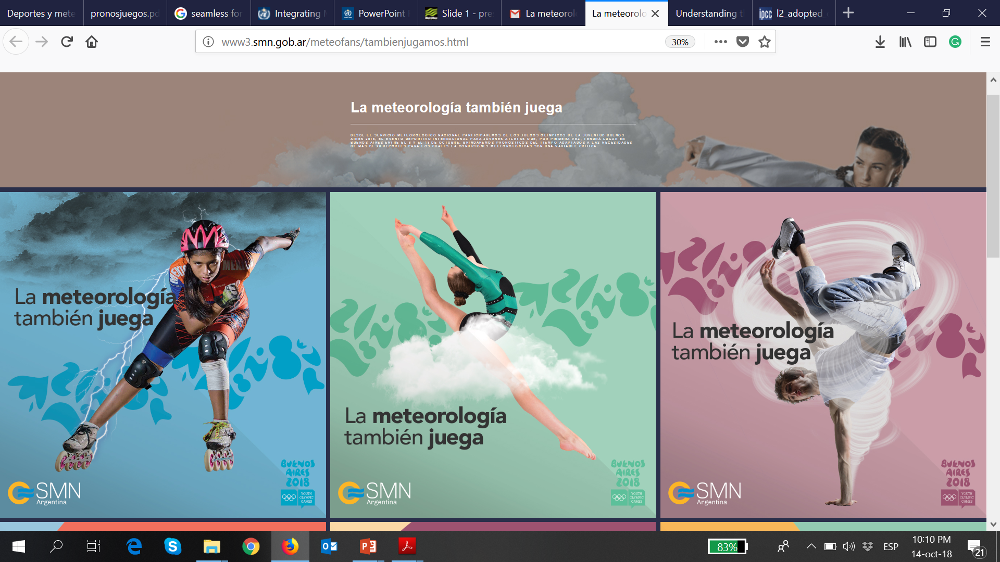 Deportes y mete
pronosjuegos.pd
seamless for
Integrating
PowerPoint
Slide 1 - pre
La meteorol
La meteorolo
Understanding t
ipcc l2_adopted_
www3.smn.gob.ar/meteofans/tambienjugamos.html
30%
La meteorología también juega
DESDE EL SERVICIO METEOROLÓGICO NACIONAL PARTICIPAREMOS DE LOS JUEGOS OLÍMPICOS DE LA JUVENTUD BUENOS
AIRES 2018, EL EVENTO DEPORTIVO INTERNACIONAL PARA JÓVENES ATLETAS QUE, POR PRIMERA VEZ, TENDRÁ LUGAR EN
BUENOS AIRES ENTRE EL 6 Y EL 18 DE OCTUBRE. BRINDAREMOS PRONÓSTICOS DEL TIEMPO ADAPTADOS A LAS NECESIDADES
DE MÁS DE 20 DEPORTES PARA LOS CUALES LA CONDICIONES METEOROLÓGICAS SON UNA VARIABLE CRÍTICA.
MEXI
MEXI
La meteorología
también juega
SMN
Argentina
BUENOS
AIRES
2018
YOUTH
OLYMPIC
GAMES
La meteorología
también juega
SMN
Argentina
BUENOS
AIRES
2018
YOUTH
OLYMPIC
GAMES
La meteorología
también juega
SMN
Argentina
BUENOS
AIRES
2018
YOUTH
OLYMPIC
GAMES
83%
ESP
10:10 PM
14-oct-18
21